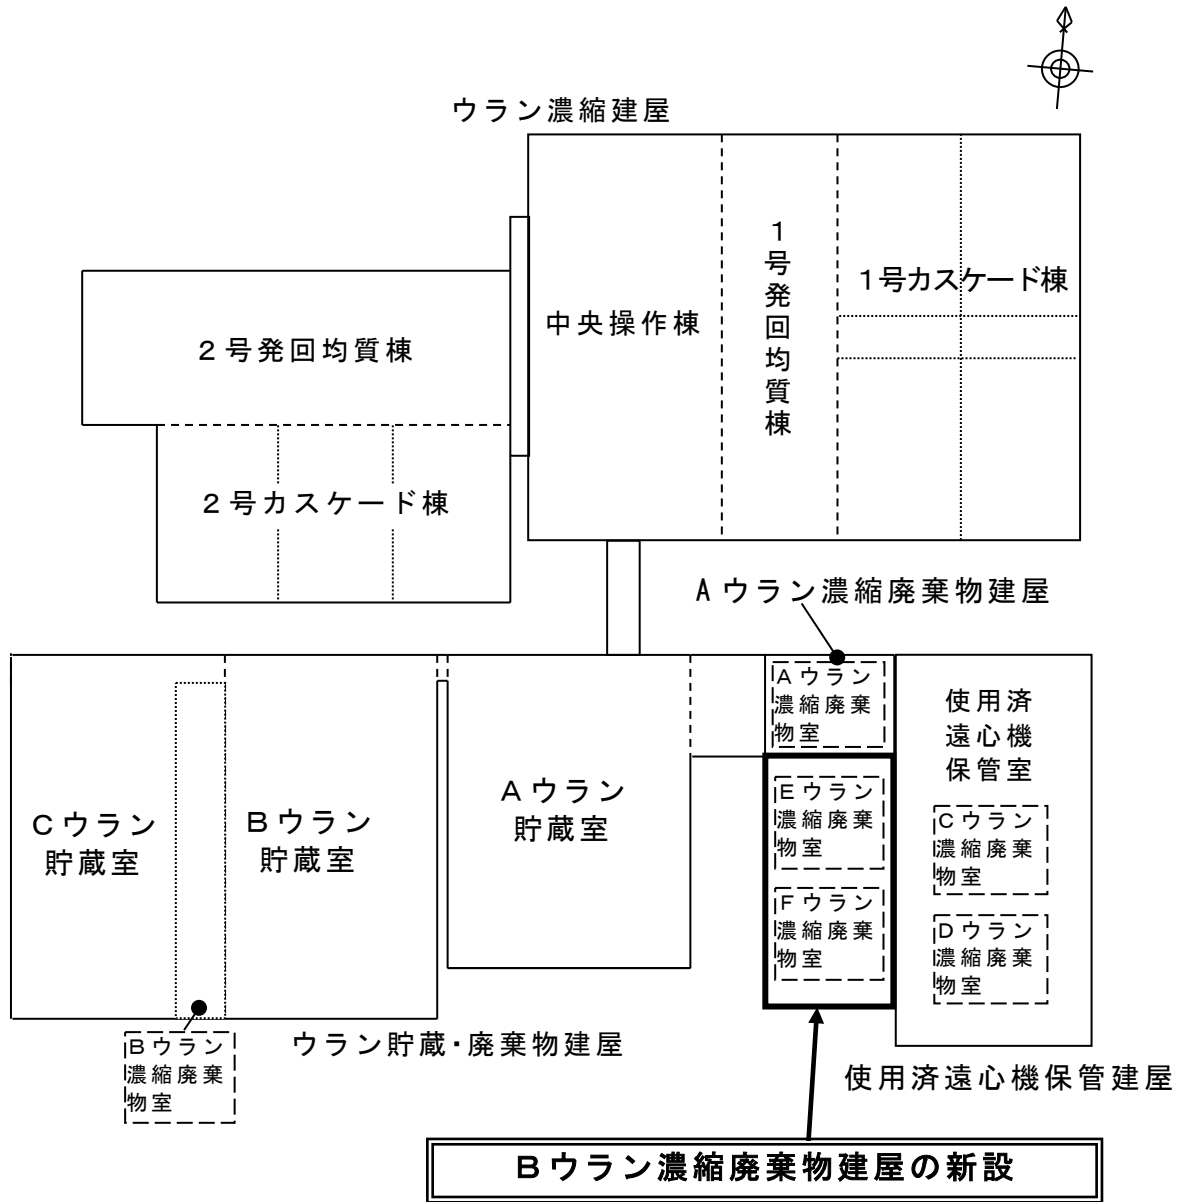 ウラン濃縮建屋
中央操作棟
1号発回均質棟
1号カスケード棟
2号発回均質棟
2号カスケード棟
Aウラン濃縮廃棄物建屋
Aウラン
濃縮廃棄
物室
使用済
遠心機
保管室
Cウラン
貯蔵室
Bウラン
貯蔵室
Aウラン
貯蔵室
Eウラン
濃縮廃棄
物室
Cウラン
濃縮廃棄
物室
Fウラン
濃縮廃棄
物室
Dウラン
濃縮廃棄
物室
Bウラン
濃縮廃棄
物室
ウラン貯蔵・廃棄物建屋
使用済遠心機保管建屋
Bウラン濃縮廃棄物建屋の新設